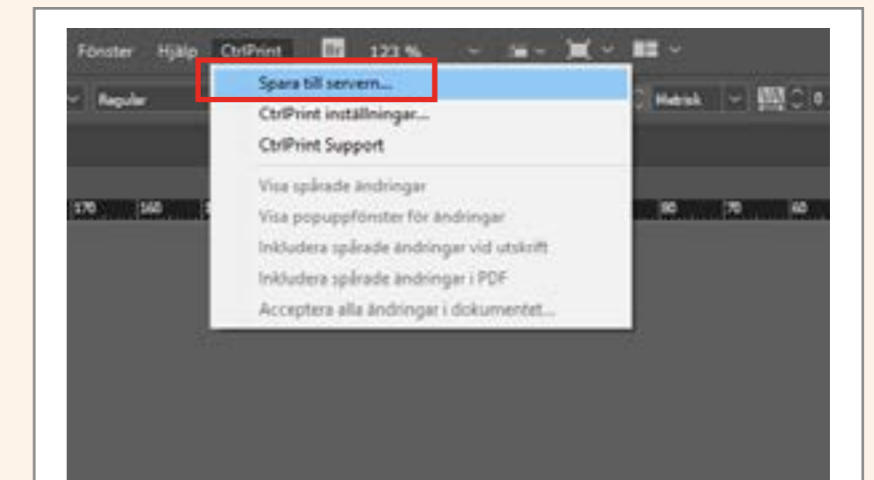 Fönster Hjälp CtrlPrint Br 123 %
Spara till servern...
Regular Metrisk 0
CtrlPrint inställningar...
CtrlPrint Support
Visa spårade ändringar
170 160 80 70 60
Visa popuppfönster för ändringar
Inkludera spårade ändringar vid utskrift
Inkludera spårade ändringar i PDF
Acceptera alla ändringar i dokumentet...